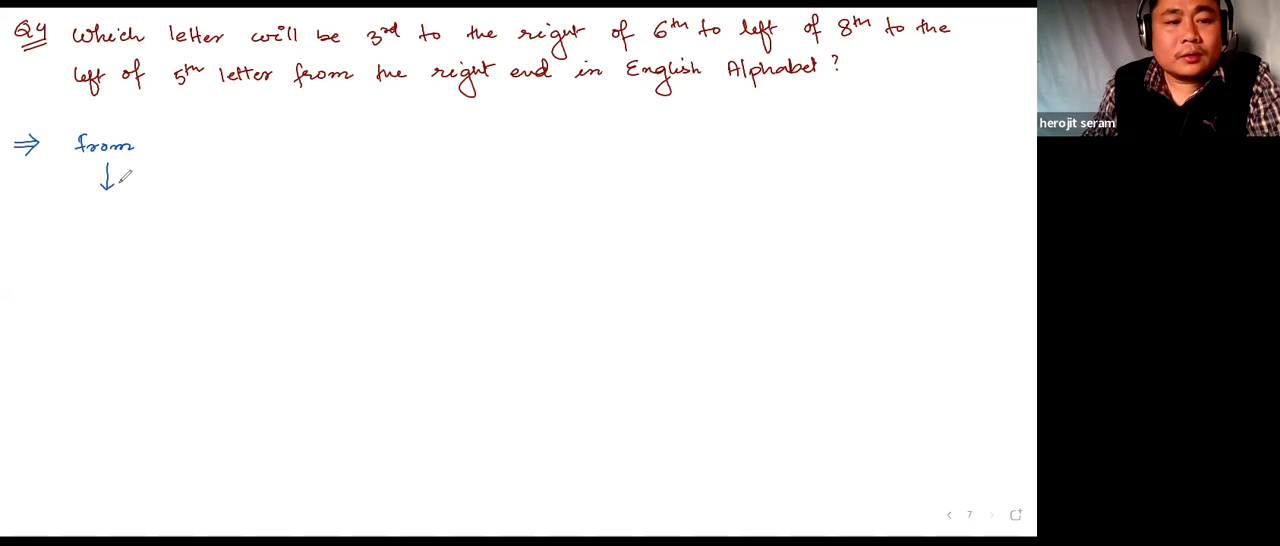 Q4 Which letter will be 3rd to the right of 6th to left of 8th to the
left of 5th letter from the right end in English Alphabet ?
⇒ from
↓
herojit seram
7